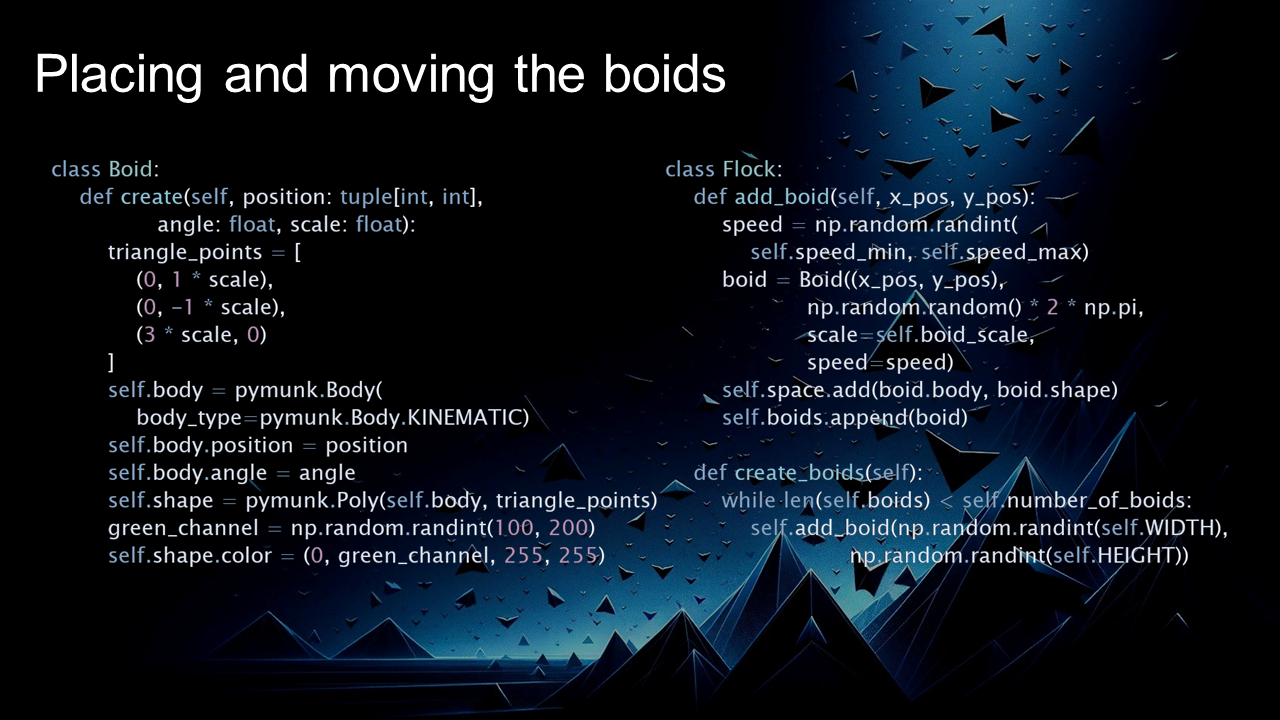 Placing and moving the boids
class Boid:
def create(self, position: tuple[int, int],
angle: float, scale: float):
triangle_points = [
(0, 1 * scale),
(0, -1 * scale),
(3 * scale, 0)
]
self.body = pymunk.Body(
body_type=pymunk.Body.KINEMATIC)
self.body.position = position
self.body.angle = angle
self.shape = pymunk.Poly(self.body, triangle_points)
green_channel = np.random.randint(100, 200)
self.shape.color = (0, green_channel, 255, 255)
class Flock:
def add_boid(self, x_pos, y_pos):
speed = np.random.randint(
self.speed_min, self.speed_max)
boid = Boid((x_pos, y_pos),
np.random.random() * 2 * np.pi,
scale=self.boid_scale,
speed=speed)
self.space.add(boid.body, boid.shape)
self.boids.append(boid)
def create_boids(self):
while len(self.boids) < self.number_of_boids:
self.add_boid(np.random.randint(self.WIDTH),
np.random.randint(self.HEIGHT))